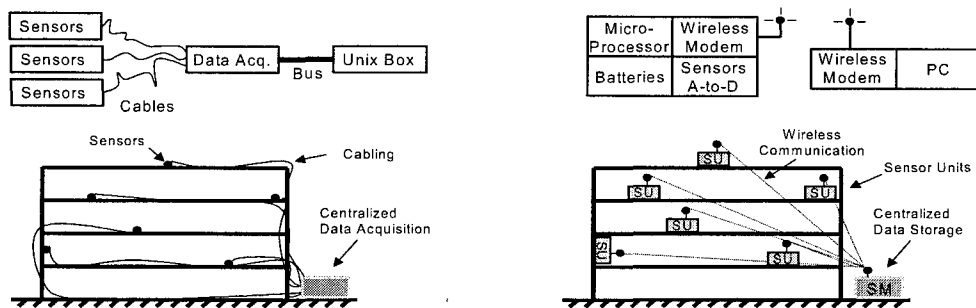 Sensors
Sensors
Sensors
Cables
Data Acq.
Bus
Unix Box
Sensors
Cabling
Centralized
Data Acquisition
Micro-
Processor
Wireless
Modem
Batteries
Sensors
A-to-D
Wireless
Modem
PC
Wireless
Communication
Sensor Units
Centralized
Data Storage
SU
SU
SU
SU
SU
SU
SM